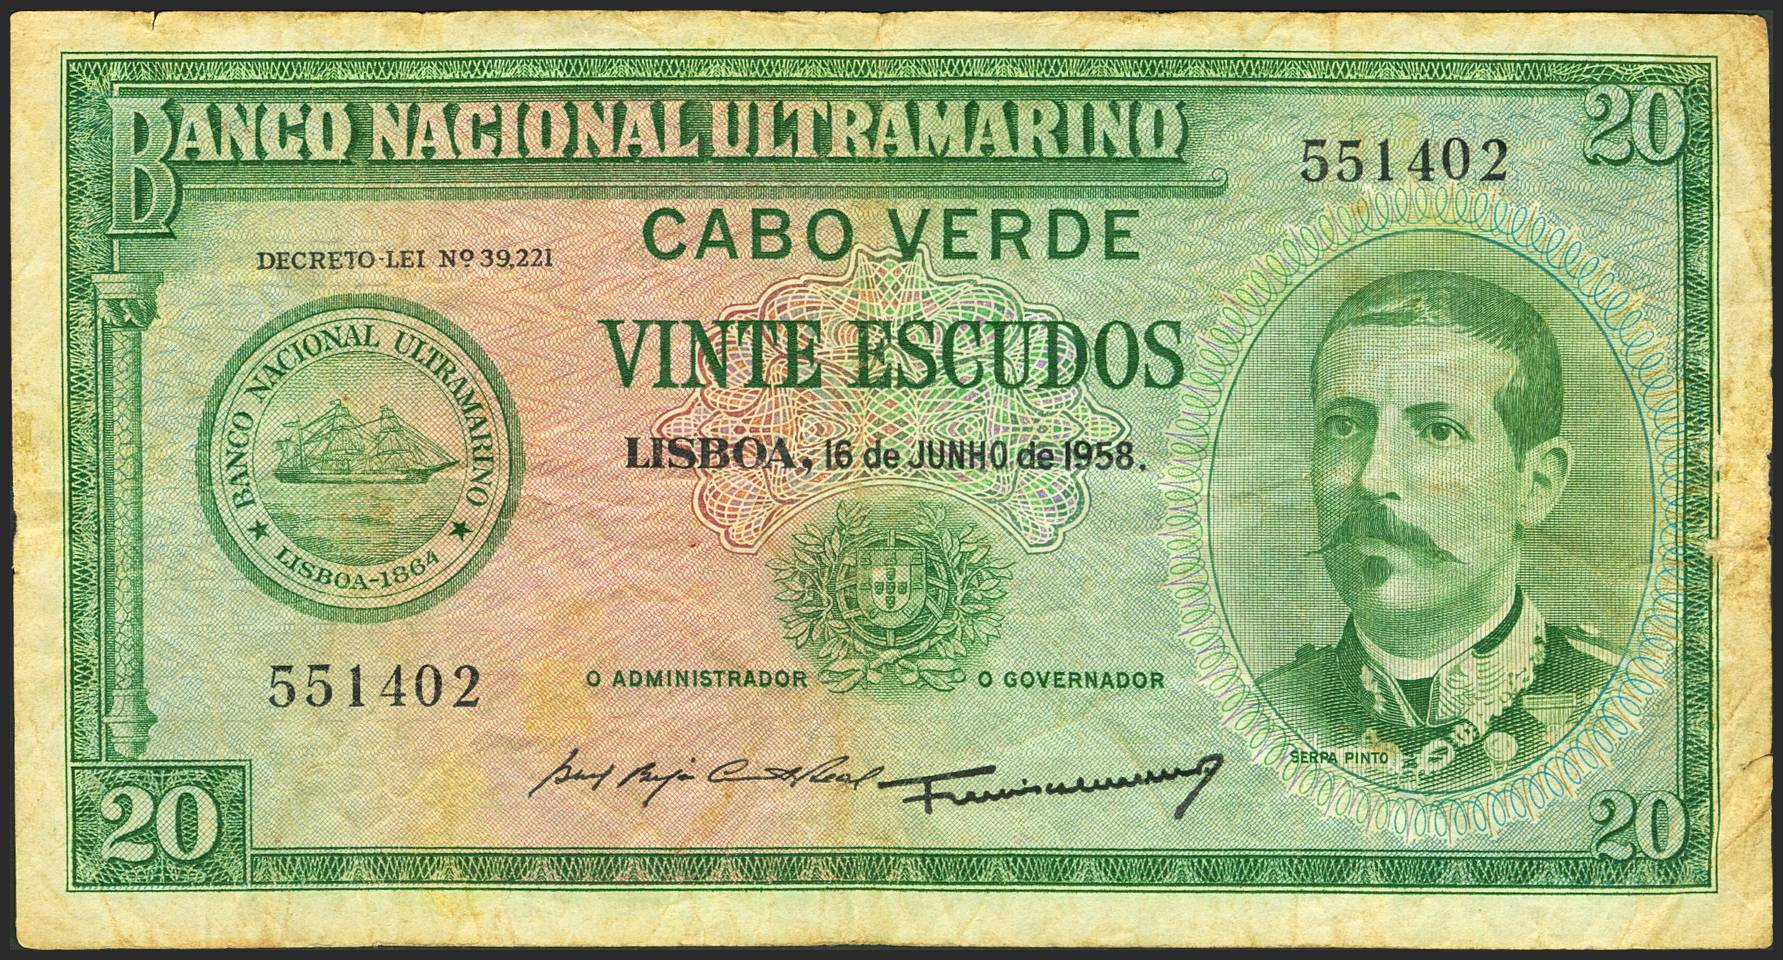 BANCO NACIONAL ULTRAMARINO
20
551402
CABO VERDE
DECRETO-LEI Nº 39,221
VINTE ESCUDOS
BANCO NACIONAL ULTRAMARINO
LISBOA-1864
LISBOA, 16 de JUNHO de 1958.
551402
O ADMINISTRADOR
O GOVERNADOR
SERPA PINTO
20
20